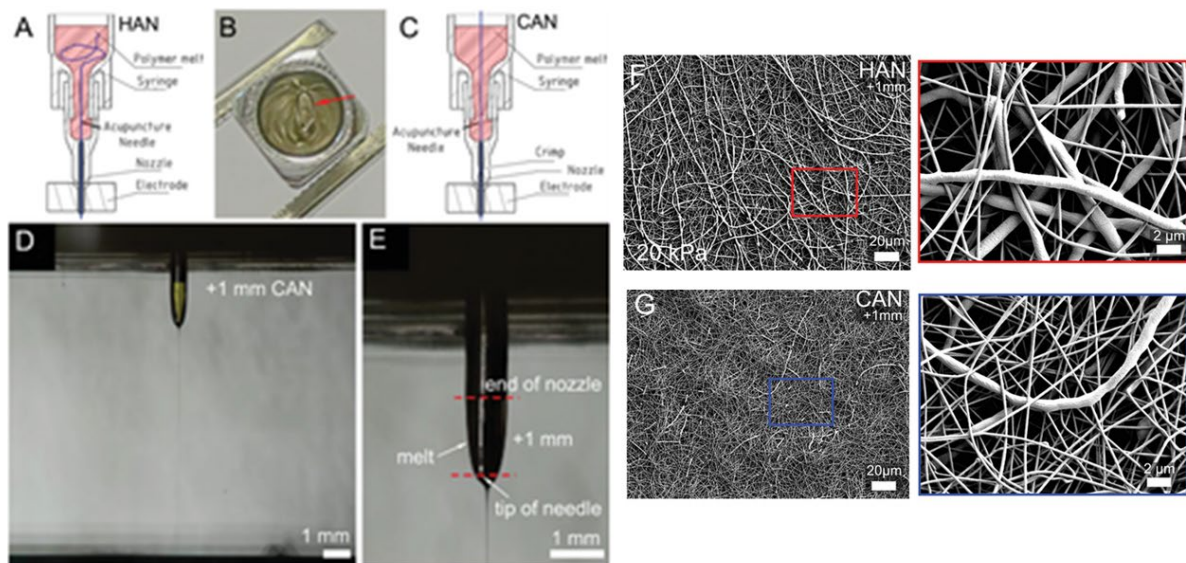 A
HAN
Polymer melt
Syringe
Acupuncture
Needle
Nozzle
Electrode
B
C
CAN
Polymer melt
Syringe
Acupuncture
Needle
Crimp
Nozzle
Electrode
D
+1 mm CAN
1 mm
E
end of nozzle
+1 mm
melt
tip of needle
1 mm
F
HAN
+1mm
20 kPa
20µm
2 µm
G
CAN
+1mm
20µm
2 µm